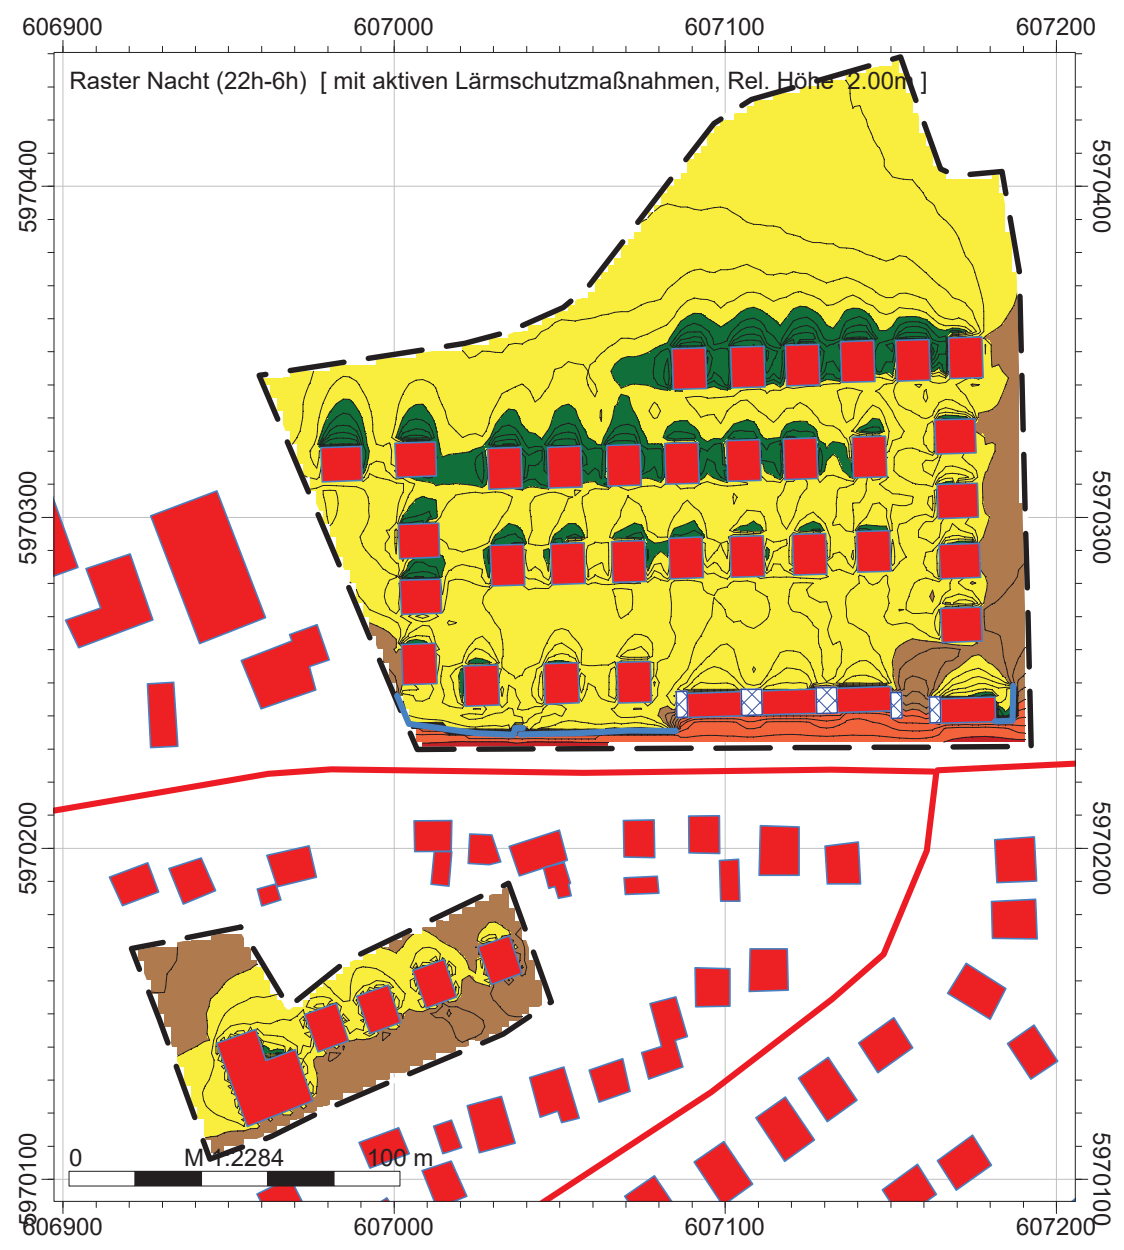 606900 607000 607100 607200
Raster Nacht (22h-6h) [ mit aktiven Lärmschutzmaßnahmen, Rel. Höhe 2.00m ]
5970400 5970400
5970300 5970300
5970200 5970200
5970100 5970100
0 M 1:2284 100 m
606900 607000 607100 607200